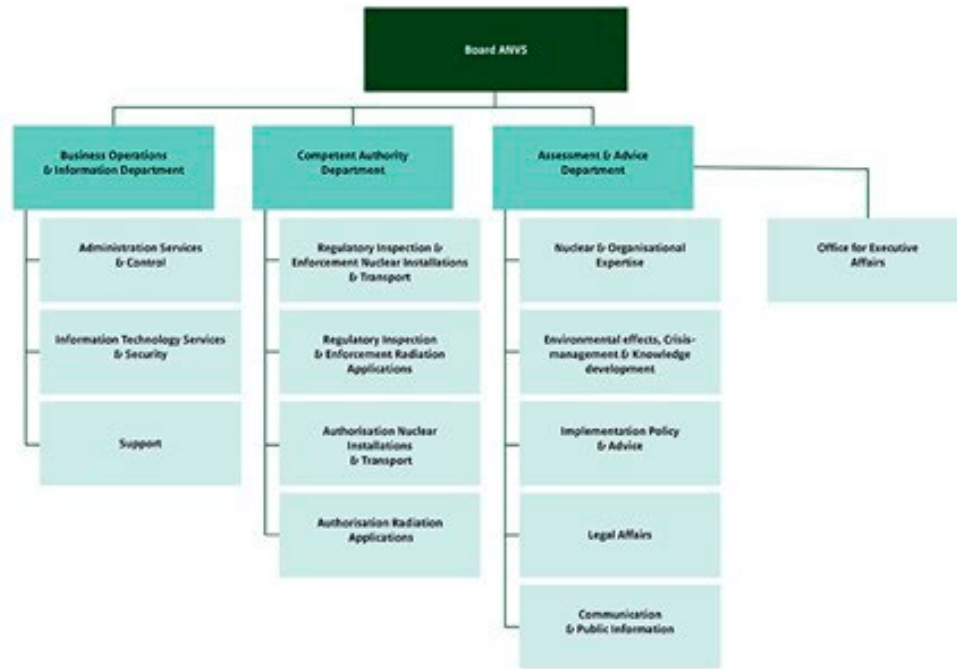 Board ANVS
Business Operations
& Information Department
Competent Authority
Department
Assessment & Advice
Department
Administration Services
& Control
Regulatory Inspection &
Enforcement Nuclear Installations
& Transport
Nuclear & Organisational
Expertise
Office for Executive
Affairs
Information Technology Services
& Security
Regulatory Inspection
& Enforcement Radiation
Applications
Environmental effects, Crisis-
management & Knowledge
development
Support
Authorisation Nuclear
Installations
& Transport
Implementation Policy
& Advice
Authorisation Radiation
Applications
Legal Affairs
Communication
& Public Information